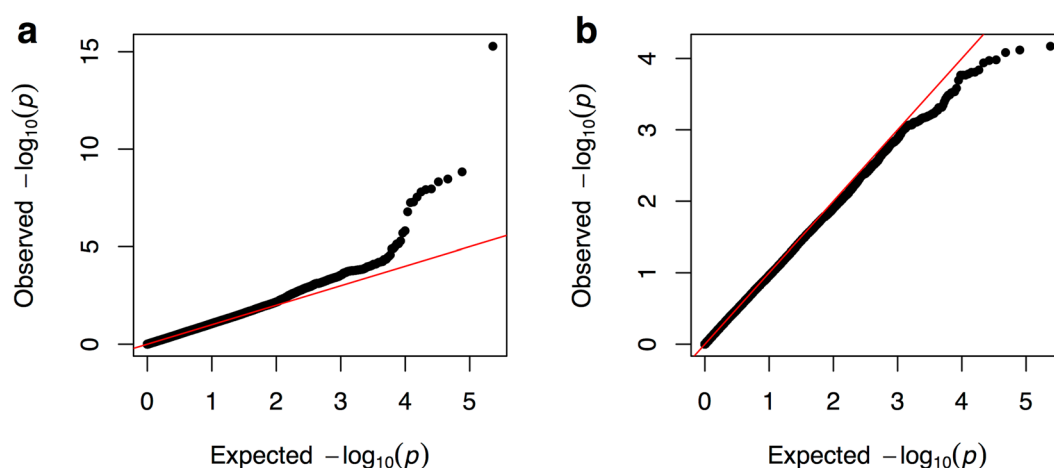 a
15
10
5
0
Observed −log10(p)
0 1 2 3 4 5
Expected −log10(p)
b
4
3
2
1
0
Observed −log10(p)
0 1 2 3 4 5
Expected −log10(p)